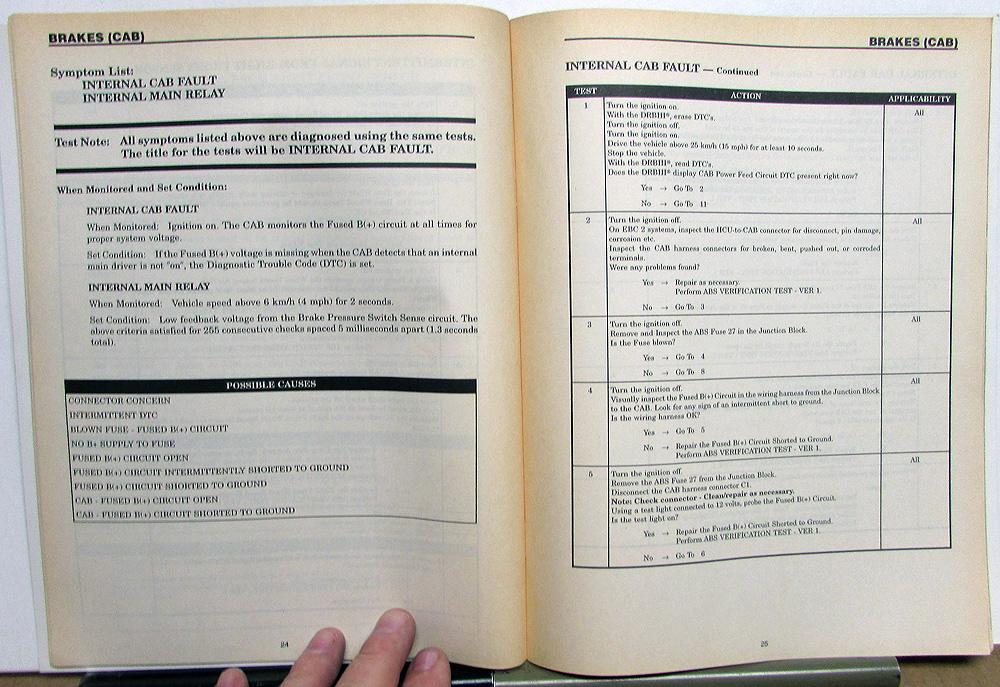 BRAKES (CAB)
Symptom List:
INTERNAL CAB FAULT
INTERNAL MAIN RELAY
Test Note: All symptoms listed above are diagnosed using the same tests.
The title for the tests will be INTERNAL CAB FAULT.
When Monitored and Set Condition:
INTERNAL CAB FAULT
When Monitored: Ignition on. The CAB monitors the Fused B(+) circuit at all times for
proper system voltage.
Set Condition: If the Fused B(+) voltage is missing when the CAB detects that an internal
main driver is not "on", the Diagnostic Trouble Code (DTC) is set.
INTERNAL MAIN RELAY
When Monitored: Vehicle speed above 6 km/h (4 mph) for 2 seconds.
Set Condition: Low feedback voltage from the Brake Pressure Switch Sense circuit. The
above criteria satisfied for 255 consecutive checks spaced 5 milliseconds apart (1.3 seconds
total).
POSSIBLE CAUSES
CONNECTOR CONCERN
INTERMITTENT DTC
BLOWN FUSE - FUSED B(+) CIRCUIT
NO B+ SUPPLY TO FUSE
FUSED B(+) CIRCUIT OPEN
FUSED B(+) CIRCUIT INTERMITTENTLY SHORTED TO GROUND
FUSED B(+) CIRCUIT SHORTED TO GROUND
CAB - FUSED B(+) CIRCUIT OPEN
CAB - FUSED B(+) CIRCUIT SHORTED TO GROUND
24
BRAKES (CAB)
INTERNAL CAB FAULT — Continued
TEST ACTION APPLICABILITY
1 Turn the ignition on. All
With the DRBIII®, erase DTC's.
Turn the ignition off.
Turn the ignition on.
Drive the vehicle above 25 km/h (15 mph) for at least 10 seconds.
Stop the vehicle.
With the DRBIII®, read DTC's.
Does the DRBIII® display CAB Power Feed Circuit DTC present right now?
Yes → Go To 2
No → Go To 11
2 Turn the ignition off. All
On EBC 2 systems, inspect the HCU-to CAB connector for disconnect, pin damage,
corrosion etc.
Inspect the CAB harness connectors for broken, bent, pushed out, or corroded
terminals.
Were any problems found?
Yes → Repair as necessary.
Perform ABS VERIFICATION TEST - VER 1.
No → Go To 3
3 Turn the ignition off. All
Remove and Inspect the ABS Fuse 27 in the Junction Block.
Is the Fuse blown?
Yes → Go To 4
No → Go To 8
4 Turn the ignition off. All
Visually inspect the Fused B(+) Circuit in the wiring harness from the Junction Block
to the CAB. Look for any sign of an intermittent short to ground.
Is the wiring harness OK?
Yes → Go To 5
No → Repair the Fused B(+) Circuit Shorted to Ground.
Perform ABS VERIFICATION TEST - VER 1.
5 Turn the ignition off. All
Remove the ABS Fuse 27 from the Junction Block.
Disconnect the CAB harness connector C1.
Note: Check connector - Clean/repair as necessary.
Using a test light connected to 12 volts, probe the Fused B(+) Circuit.
Is the test light on?
Yes → Repair the Fused B(+) Circuit Shorted to Ground.
Perform ABS VERIFICATION TEST - VER 1.
No → Go To 6
25